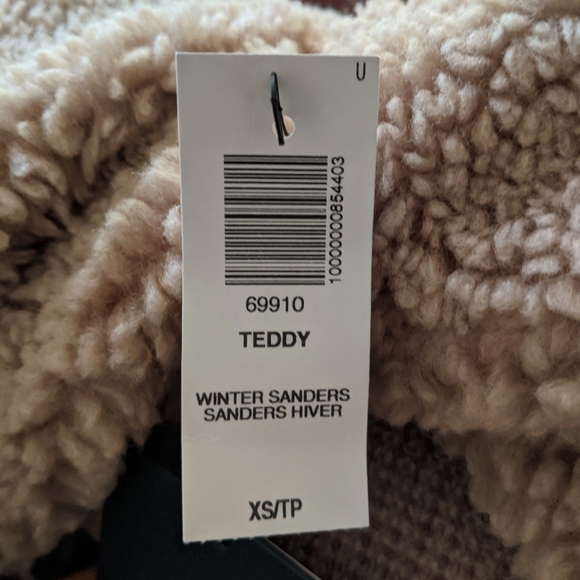 U
10000000854403
69910
TEDDY
WINTER SANDERS
SANDERS HIVER
XS/TP